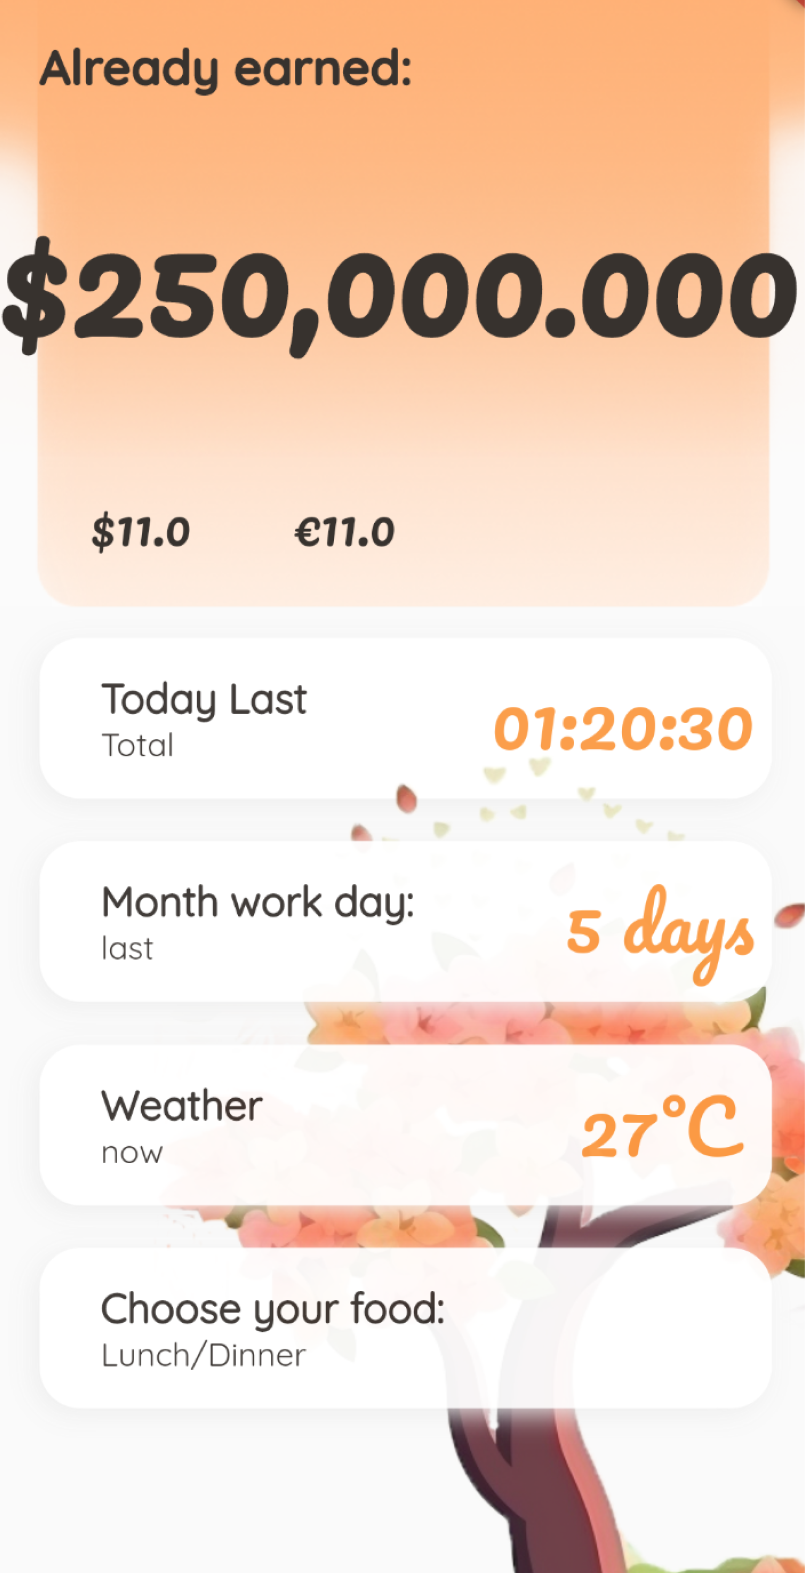 Already earned:
$250,000.000
$11.0 €11.0
Today Last
Total
01:20:30
Month work day:
last
5 days
Weather
now
27°C
Choose your food:
Lunch/Dinner